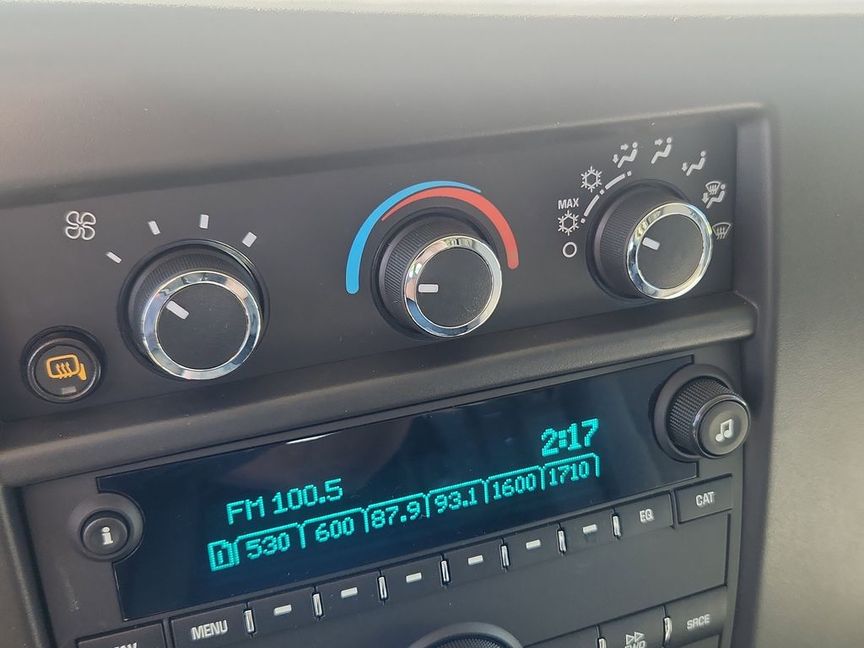 MAX
2:17
FM 100.5
1 530 600 87.9 93.1 1600 1710
i
EQ
CAT
MENU
SRCE